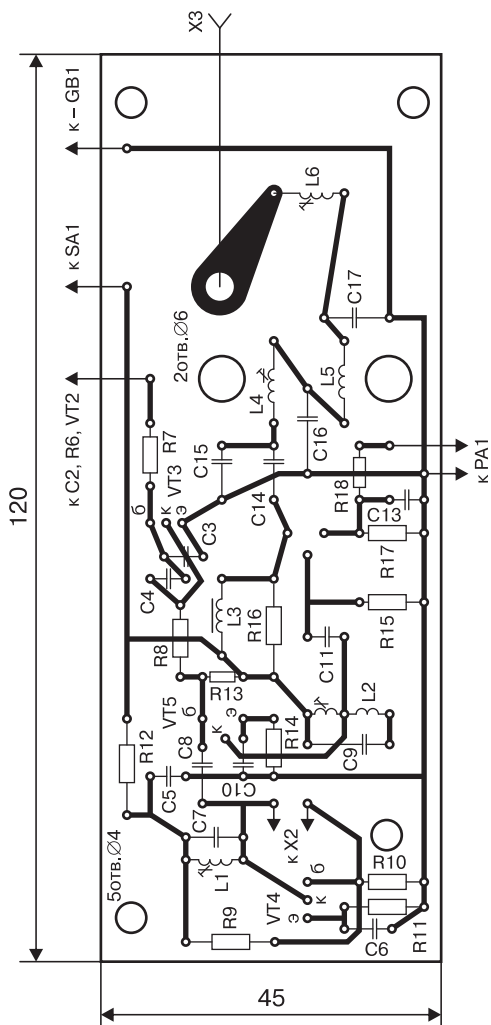 X3
к – GB1
к SA1
L6
2отв.Ø6
C17
к C2, R6, VT2
L4
L5
R7
C15
C16
VT3
б
к
э
R18
к PA1
C14
C13
C3
R17
120
C4
L3
R16
R15
R8
C11
R13
VT5
б
э
к
R14
L2
R12
C8
C9
C5
C10
C7
к X2
5отв.Ø4
L1
б
R10
VT4
к
э
R9
C6
R11
45